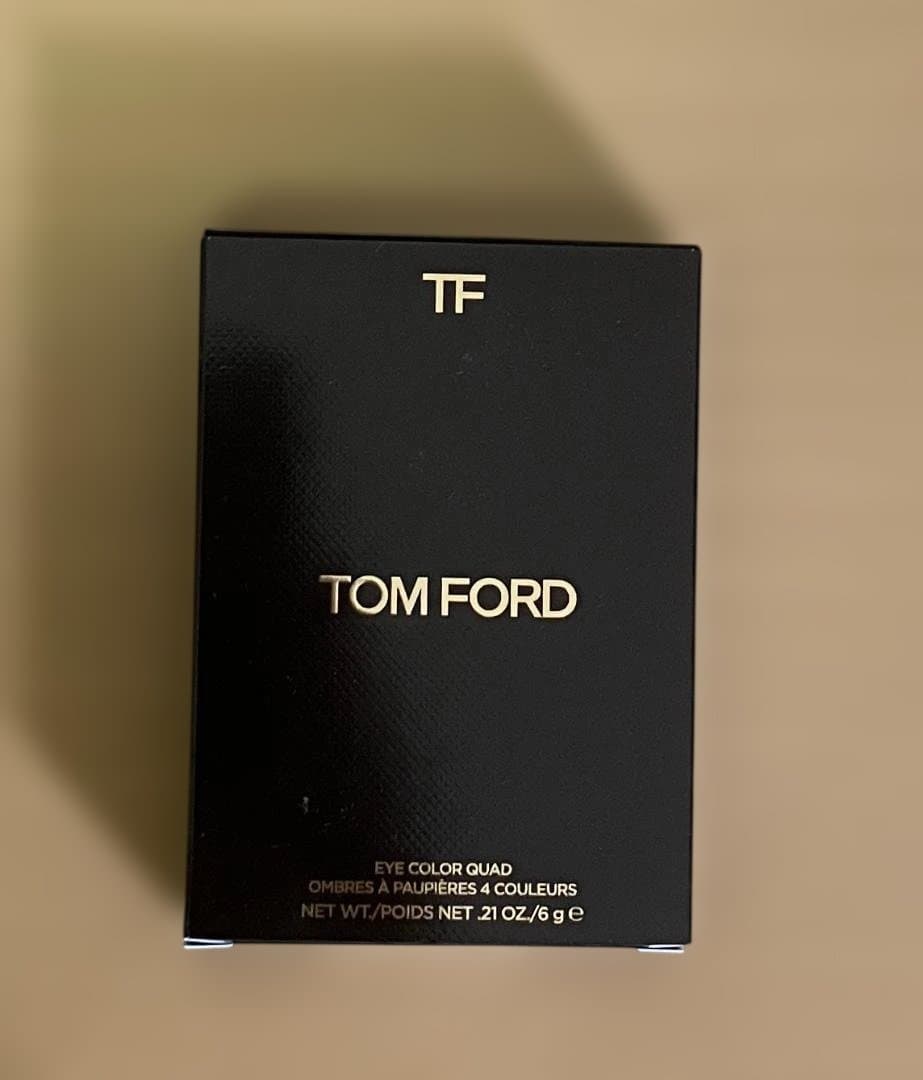 TF
TOM FORD
EYE COLOR QUAD
OMBRES À PAUPIÈRES 4 COULEURS
NET WT./POIDS NET .21 OZ./6 g ℮